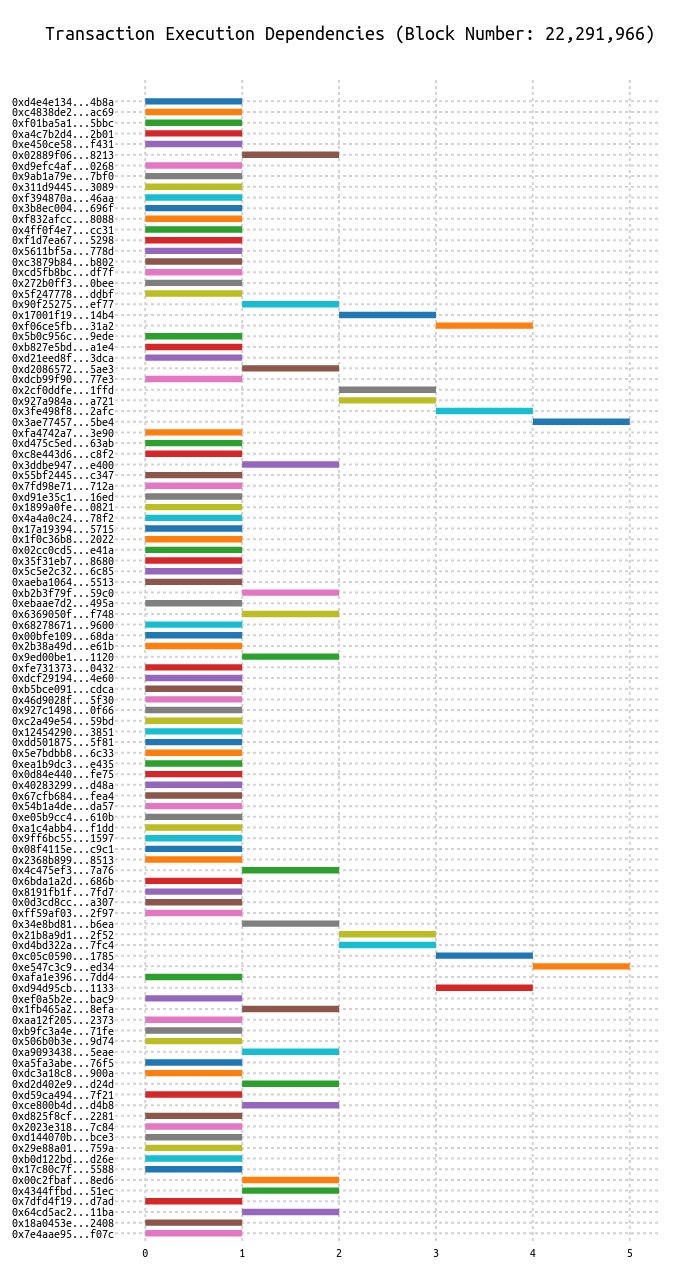 Transaction Execution Dependencies (Block Number: 22,291,966)
0xd4e4e134...4b8a
0xc4838de2...ac69
0xf01ba5a1...5bbc
0xa4c7b2d4...2b01
0xe450ce58...f431
0x02889f06...8213
0xd9efc4af...0268
0x9ab1a79e...7bf0
0x311d9445...3089
0xf394870a...46aa
0x3b8ec004...696f
0xf832afcc...8088
0x4ff0f4e7...cc31
0xf1d7ea67...5298
0x5611bf5a...778d
0xc3879b84...b802
0xcd5fb8bc...df7f
0x272b0ff3...0bee
0x5f247778...ddbf
0x90f25275...ef77
0x17001f19...14b4
0xf06ce5fb...31a2
0x5b0c956c...9ede
0xb827e5bd...a1e4
0xd21eed8f...3dca
0xd2086572...5ae3
0xdcb99f90...77e3
0x2cf0ddfe...1ffd
0x927a984a...a721
0x3fe498f8...2afc
0x3ae77457...5be4
0xfa4742a7...3e90
0xd475c5ed...63ab
0xc8e443d6...c8f2
0x3ddbe947...e400
0x55bf2445...c347
0x7fd98e71...712a
0xd91e35c1...16ed
0x1899a0fe...0821
0x4a4a0c24...78f2
0x17a19394...5715
0x1f0c36b8...2022
0x02cc0cd5...e41a
0x35f31eb7...8680
0x5c5e2c32...6c85
0xaeba1064...5513
0xb2b3f79f...59c0
0xebaae7d2...495a
0x6369050f...f748
0x68278671...9600
0x00bfe109...68da
0x2b38a49d...e61b
0x9ed00be1...1120
0xfe731373...0432
0xdcf29194...4e60
0xb5bce091...cdca
0x46d9028f...5f30
0x927c1498...0f66
0xc2a49e54...59bd
0x12454290...3851
0xdd501875...5f81
0x5e7bdbb8...6c33
0xea1b9dc3...e435
0x0d84e440...fe75
0x40283299...d48a
0x67cfb684...fea4
0x54b1a4de...da57
0xe05b9cc4...610b
0xa1c4abb4...f1dd
0x9ff6bc55...1597
0x08f4115e...c9c1
0x2368b899...8513
0x4c475ef3...7a76
0x6bda1a2d...686b
0x8191fb1f...7fd7
0x0d3cd8cc...a307
0xff59af03...2f97
0x34e8bd81...b6ea
0x21b8a9d1...2f52
0xd4bd322a...7fc4
0xc05c0590...1785
0xe547c3c9...ed34
0xafa1e396...7dd4
0xd94d95cb...1133
0xef0a5b2e...bac9
0x1fb465a2...8efa
0xaa12f205...2373
0xb9fc3a4e...71fe
0x506b0b3e...9d74
0xa9093438...5eae
0xa5fa3abe...76f5
0xdc3a18c8...900a
0xd2d402e9...d24d
0xd59ca494...7f21
0xce800b4d...d4b8
0xd825f8cf...2281
0x2023e318...7c84
0xd144070b...bce3
0x29e88a01...759a
0xb0d122bd...d26e
0x17c80c7f...5588
0x00c2fbaf...8ed6
0x4344ffbd...51ec
0x7dfd4f19...d7ad
0x64cd5ac2...11ba
0x18a0453e...2408
0x7e4aae95...f07c
0 1 2 3 4 5